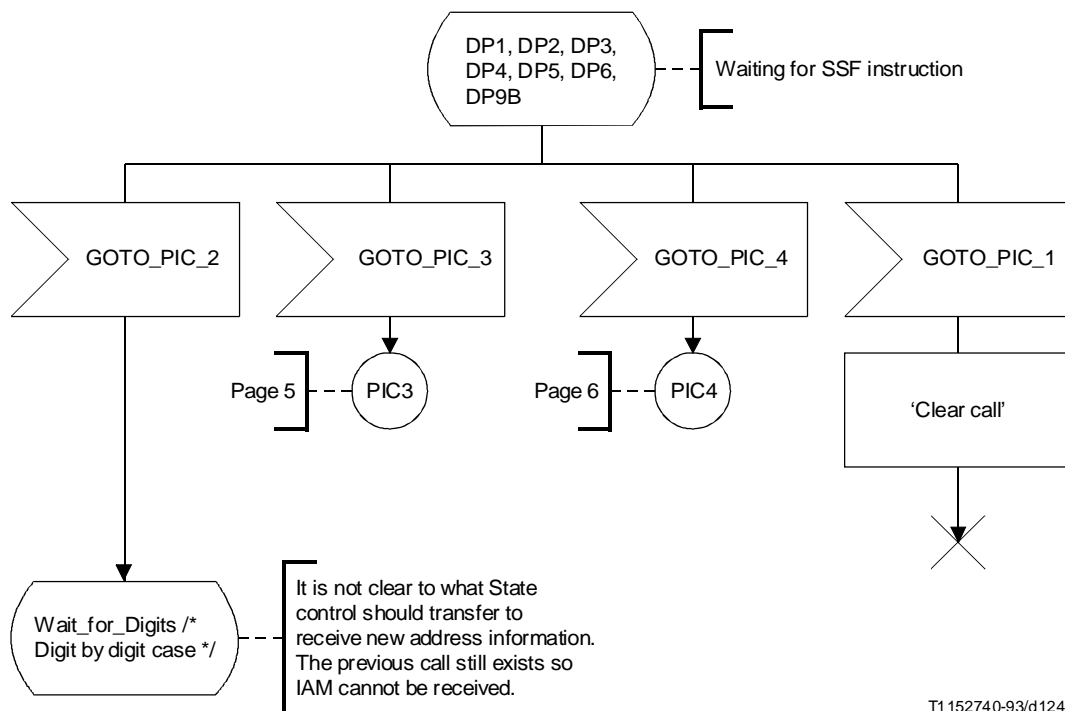 DP1, DP2, DP3,
DP4, DP5, DP6,
DP9B
Waiting for SSF instruction
GOTO_PIC_2
GOTO_PIC_3
GOTO_PIC_4
GOTO_PIC_1
Page 5
PIC3
Page 6
PIC4
‘Clear call’
Wait_for_Digits /*
Digit by digit case */
It is not clear to what State
control should transfer to
receive new address information.
The previous call still exists so
IAM cannot be received.
T1152740-93/d124